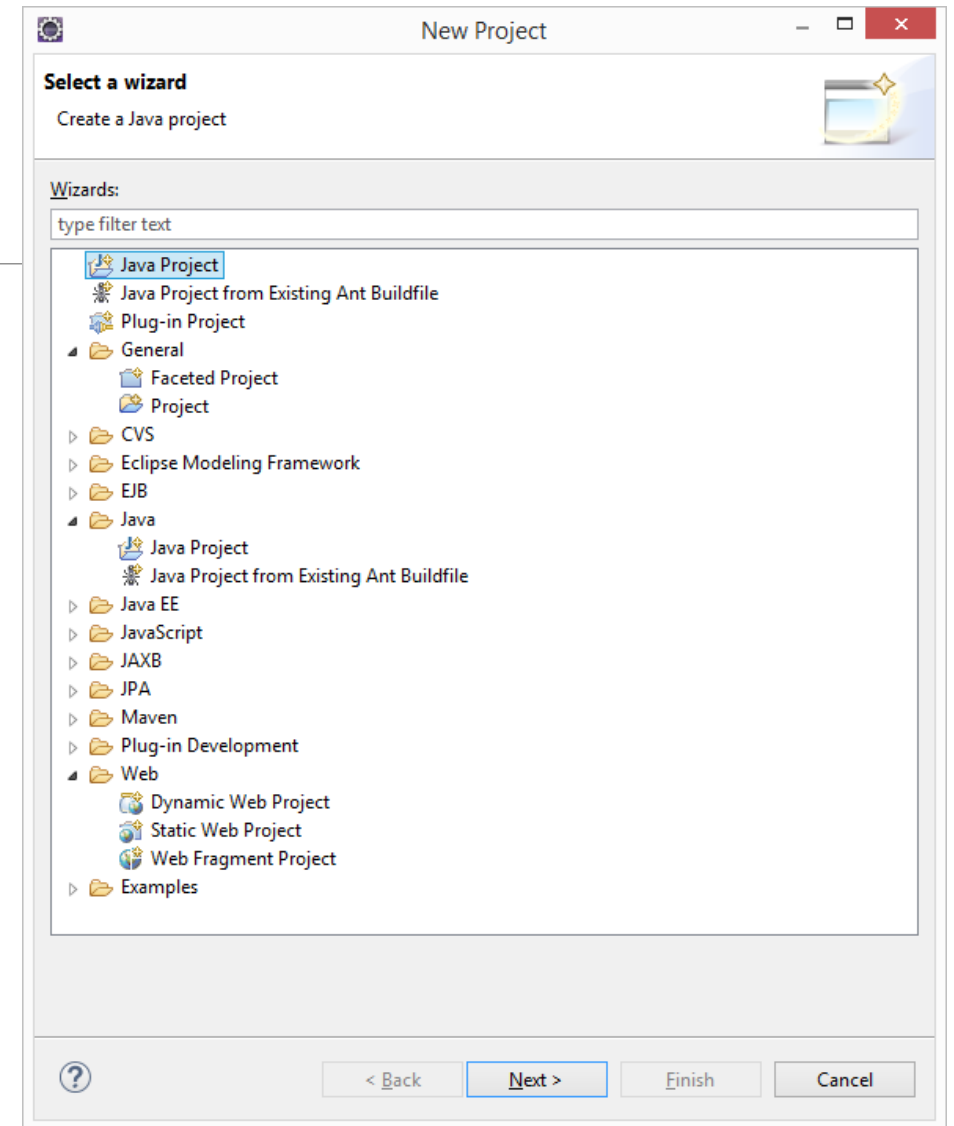 New Project
Select a wizard
Create a Java project
Wizards:
type filter text
Java Project
Java Project from Existing Ant Buildfile
Plug-in Project
General
Faceted Project
Project
CVS
Eclipse Modeling Framework
EJB
Java
Java Project
Java Project from Existing Ant Buildfile
Java EE
JavaScript
JAXB
JPA
Maven
Plug-in Development
Web
Dynamic Web Project
Static Web Project
Web Fragment Project
Examples
? < Back Next > Finish Cancel